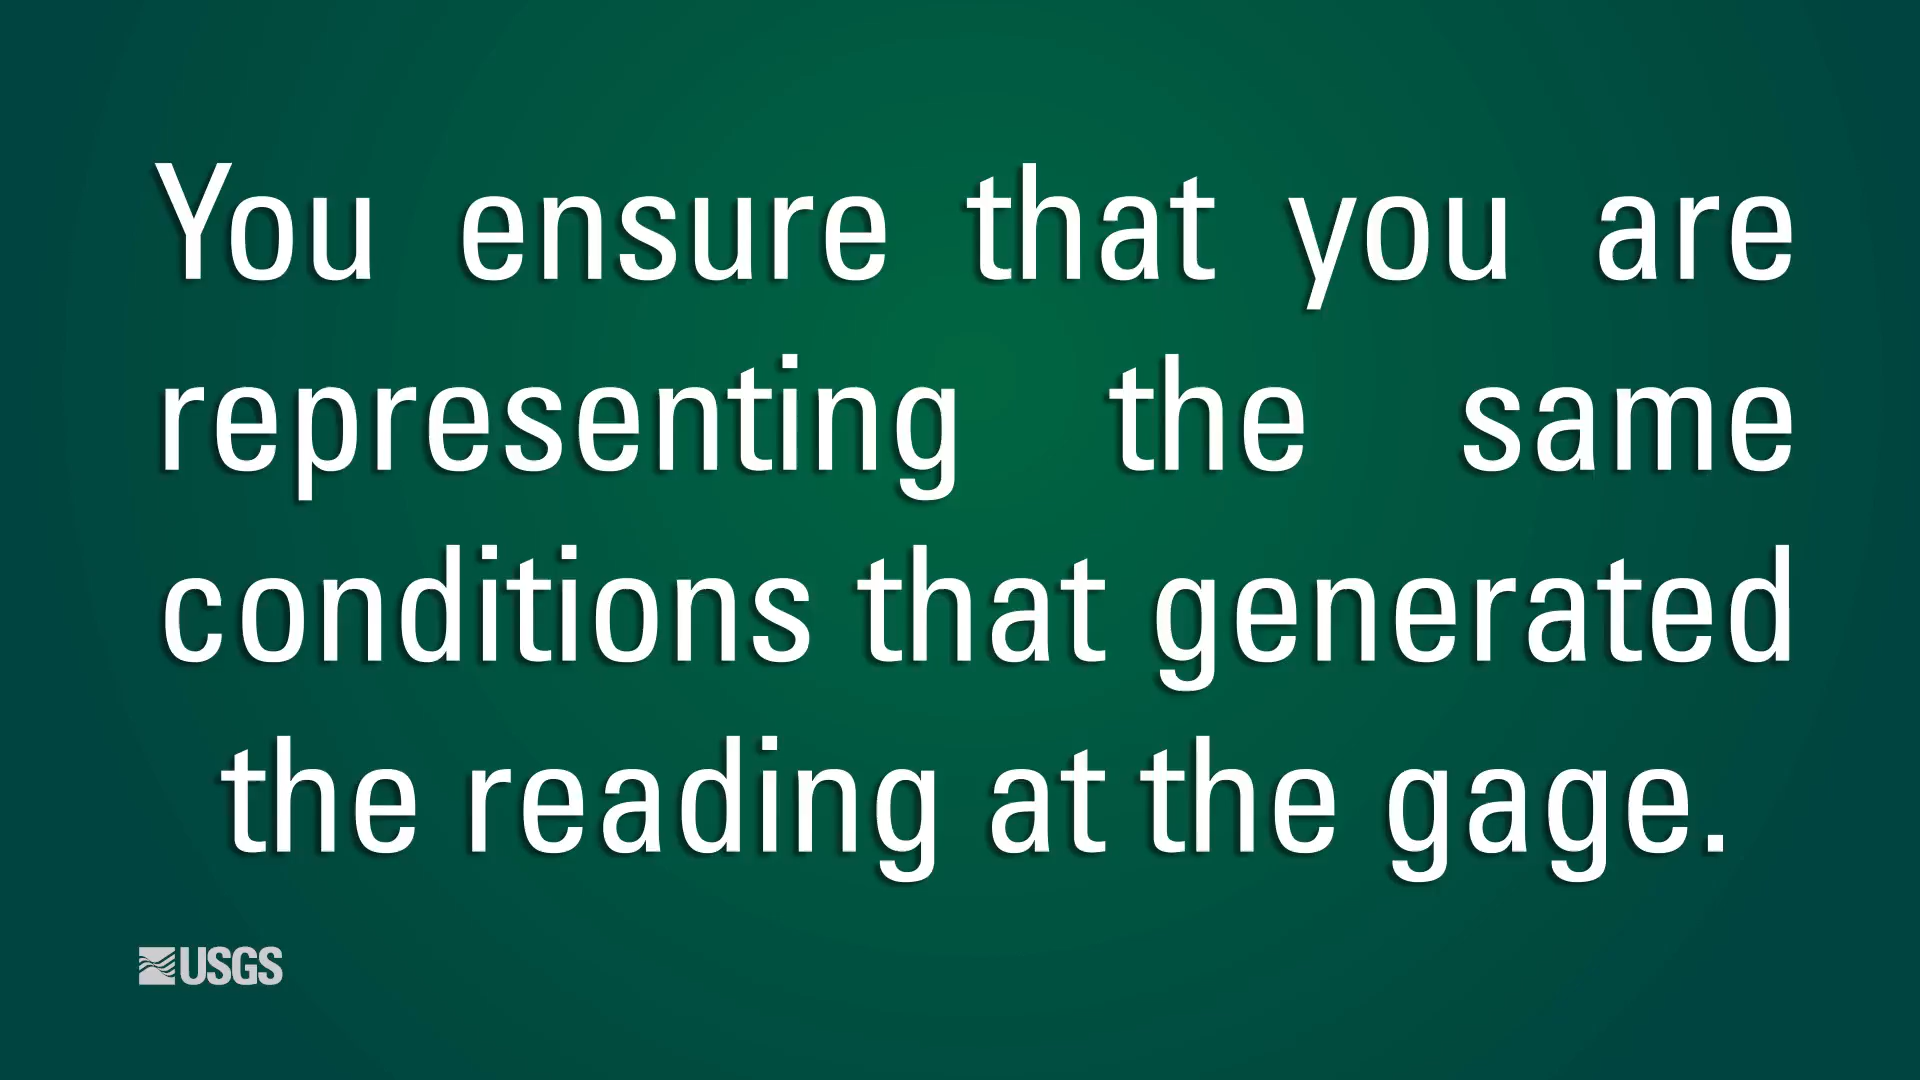 You ensure that you are
representing the same
conditions that generated
the reading at the gage.
USGS